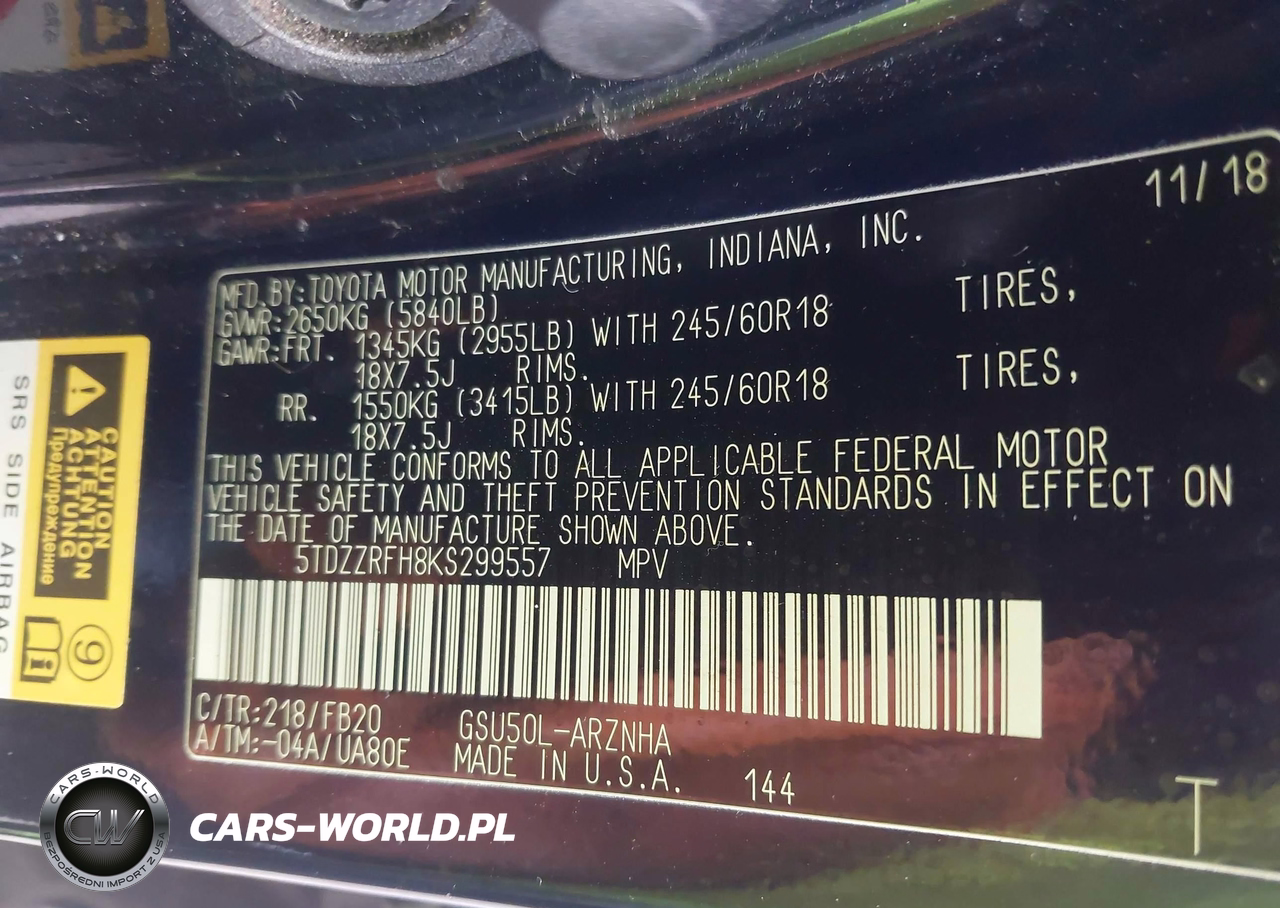 11/18
MFD.BY:TOYOTA MOTOR MANUFACTURING, INDIANA, INC.
GVWR:2650KG (5840LB)
GAWR:FRT. 1345KG (2955LB) WITH 245/60R18 TIRES,
18X7.5J RIMS.
RR. 1550KG (3415LB) WITH 245/60R18 TIRES,
18X7.5J RIMS.
THIS VEHICLE CONFORMS TO ALL APPLICABLE FEDERAL MOTOR
VEHICLE SAFETY AND THEFT PREVENTION STANDARDS IN EFFECT ON
THE DATE OF MANUFACTURE SHOWN ABOVE.
5TDZZRFH8KS299557 MPV
C/TR:218/FB20 GSU50L-ARZNHA
A/TM:-04A/UA80E MADE IN U.S.A. 144
T
CAUTION
ATTENTION
ACHTUNG
Предупреждение
9
SRS SIDE AIRBAG
CARS-WORLD
CW
BEZPOŚREDNI IMPORT Z USA
CARS-WORLD.PL